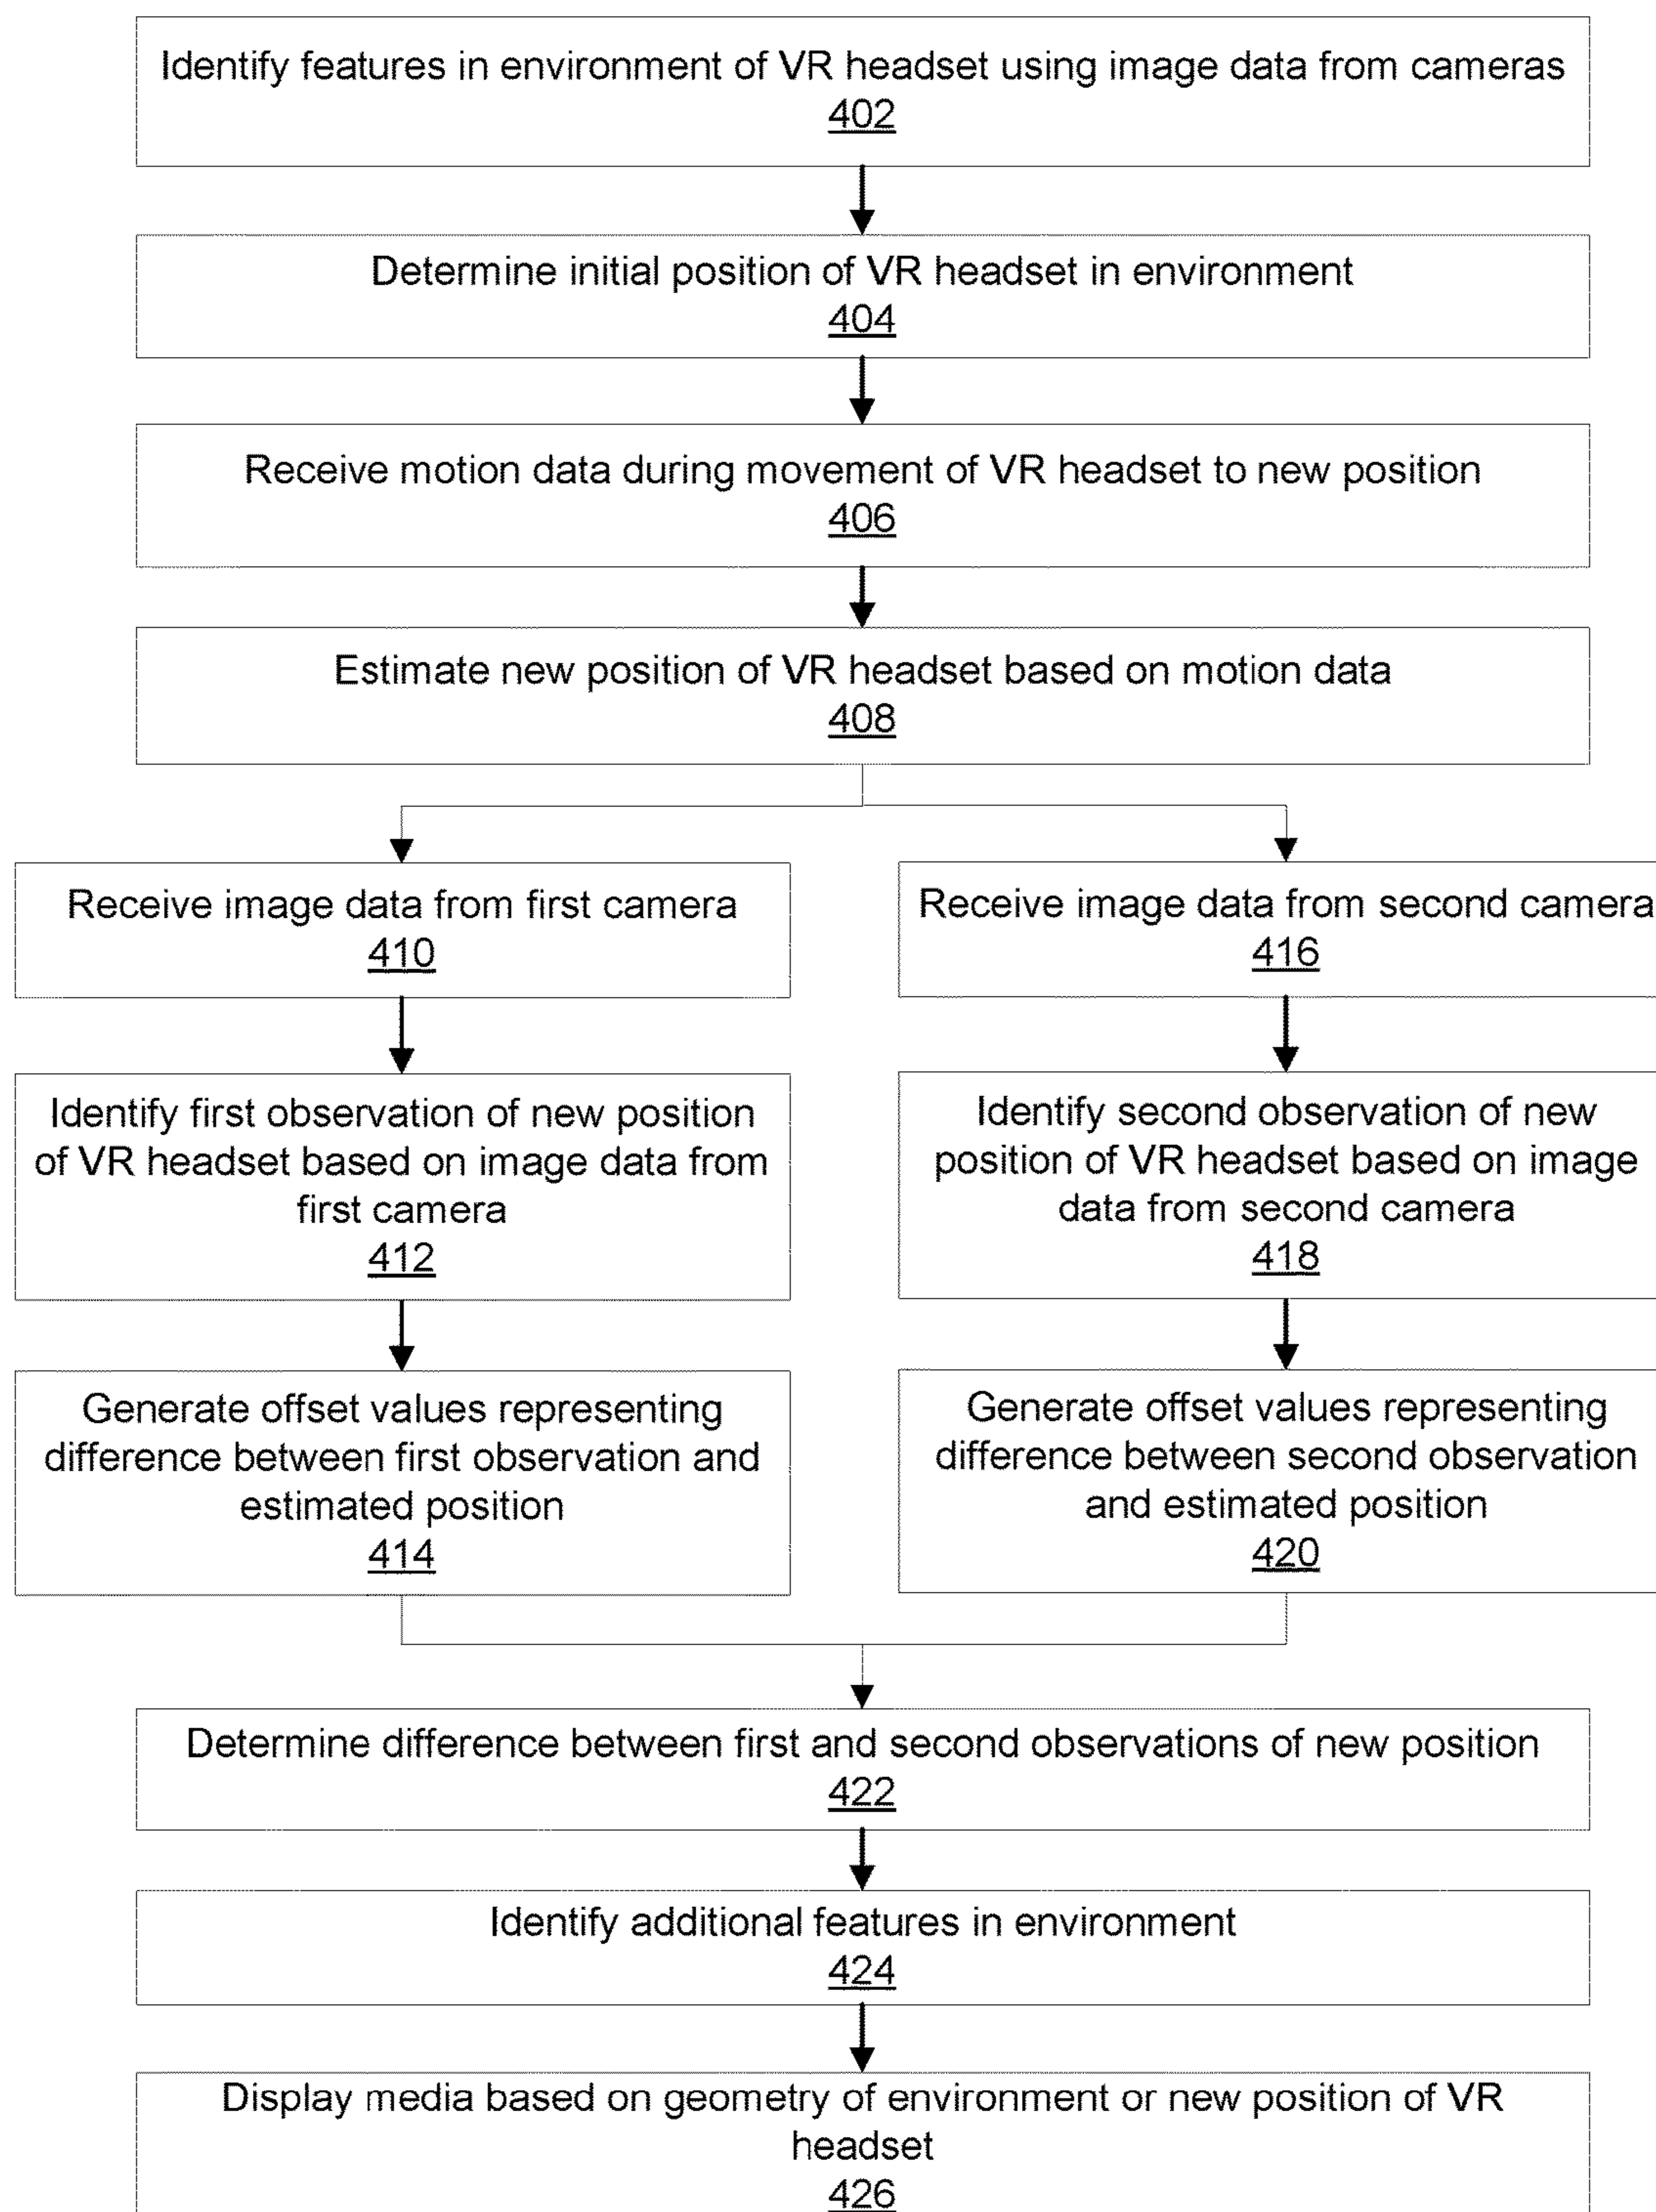 Identify features in environment of VR headset using image data from cameras
402
Determine initial position of VR headset in environment
404
Receive motion data during movement of VR headset to new position
406
Estimate new position of VR headset based on motion data
408
Receive image data from first camera
410
Identify first observation of new position
of VR headset based on image data from
first camera
412
Generate offset values representing
difference between first observation and
estimated position
414
Receive image data from second camera
416
Identify second observation of new
position of VR headset based on image
data from second camera
418
Generate offset values representing
difference between second observation
and estimated position
420
Determine difference between first and second observations of new position
422
Identify additional features in environment
424
Display media based on geometry of environment or new position of VR
headset
426